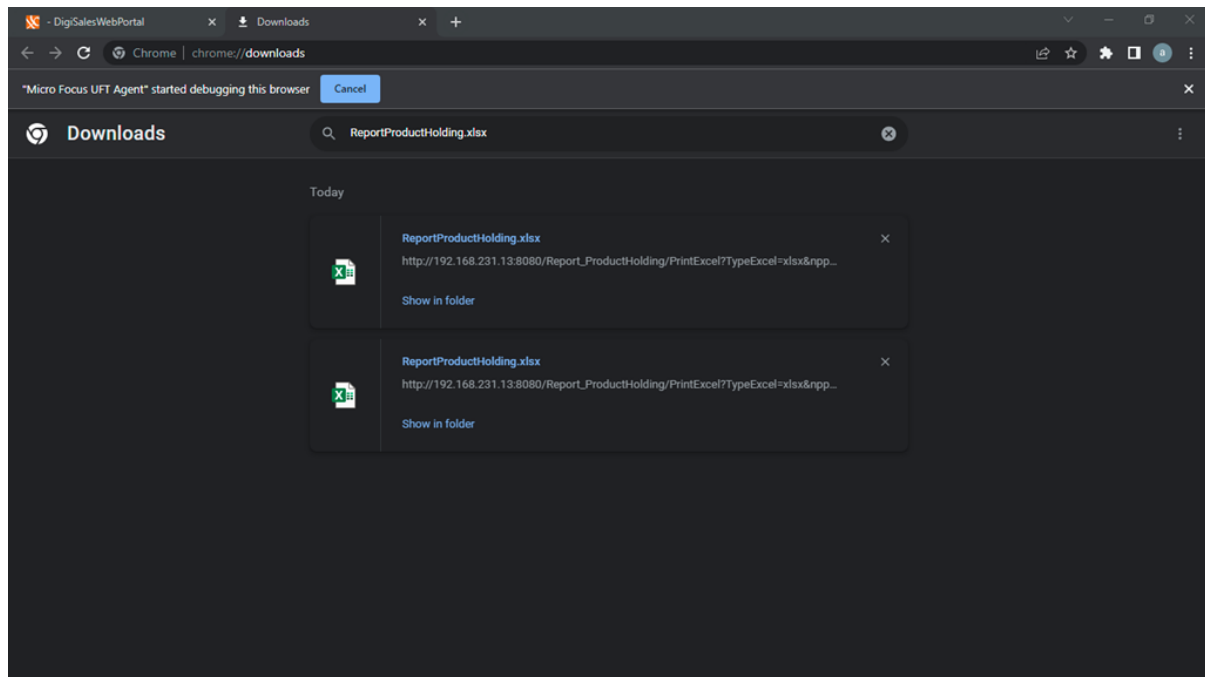 - DigiSalesWebPortal
Downloads
Chrome | chrome://downloads
a
"Micro Focus UFT Agent" started debugging this browser
Cancel
Downloads
ReportProductHolding.xlsx
Today
ReportProductHolding.xlsx
http://192.168.231.13:8080/Report_ProductHolding/PrintExcel?TypeExcel=xlsx&npp...
Show in folder
ReportProductHolding.xlsx
http://192.168.231.13:8080/Report_ProductHolding/PrintExcel?TypeExcel=xlsx&npp...
Show in folder